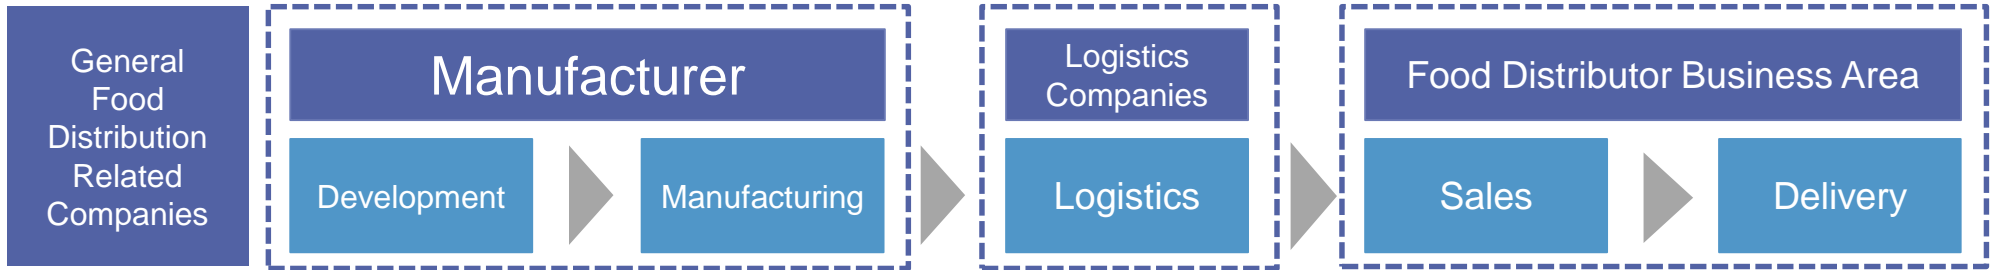 General
Food
Distribution
Related
Companies
Manufacturer
Development
Manufacturing
Logistics
Companies
Logistics
Food Distributor Business Area
Sales
Delivery